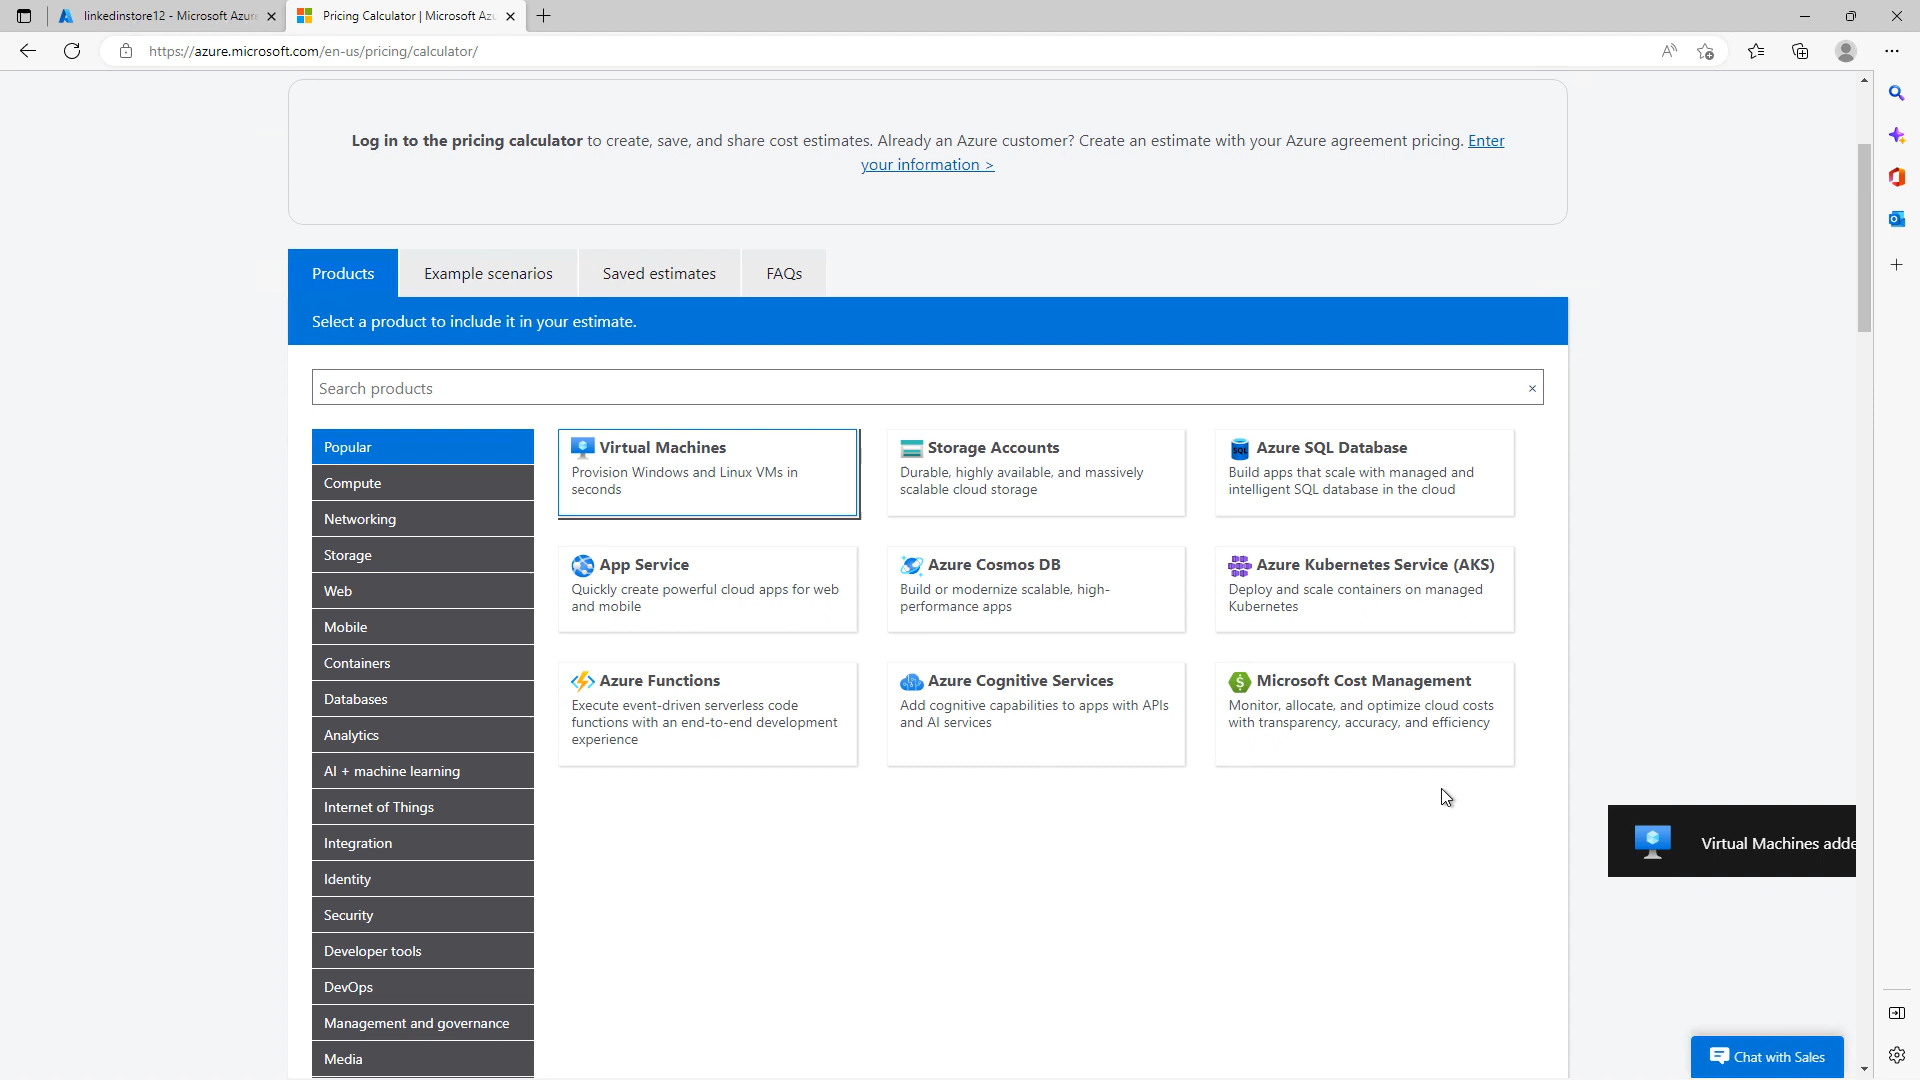 linkedinstore12 - Microsoft Azure
Pricing Calculator | Microsoft Az
https://azure.microsoft.com/en-us/pricing/calculator/
Log in to the pricing calculator to create, save, and share cost estimates. Already an Azure customer? Create an estimate with your Azure agreement pricing. Enter
your information >
Products
Example scenarios
Saved estimates
FAQs
Select a product to include it in your estimate.
Search products
Popular
Compute
Networking
Storage
Web
Mobile
Containers
Databases
Analytics
AI + machine learning
Internet of Things
Integration
Identity
Security
Developer tools
DevOps
Management and governance
Media
Virtual Machines
Provision Windows and Linux VMs in
seconds
Storage Accounts
Durable, highly available, and massively
scalable cloud storage
SQL
Azure SQL Database
Build apps that scale with managed and
intelligent SQL database in the cloud
App Service
Quickly create powerful cloud apps for web
and mobile
Azure Cosmos DB
Build or modernize scalable, high-
performance apps
Azure Kubernetes Service (AKS)
Deploy and scale containers on managed
Kubernetes
Azure Functions
Execute event-driven serverless code
functions with an end-to-end development
experience
Azure Cognitive Services
Add cognitive capabilities to apps with APIs
and AI services
Microsoft Cost Management
Monitor, allocate, and optimize cloud costs
with transparency, accuracy, and efficiency
Virtual Machines adde
Chat with Sales